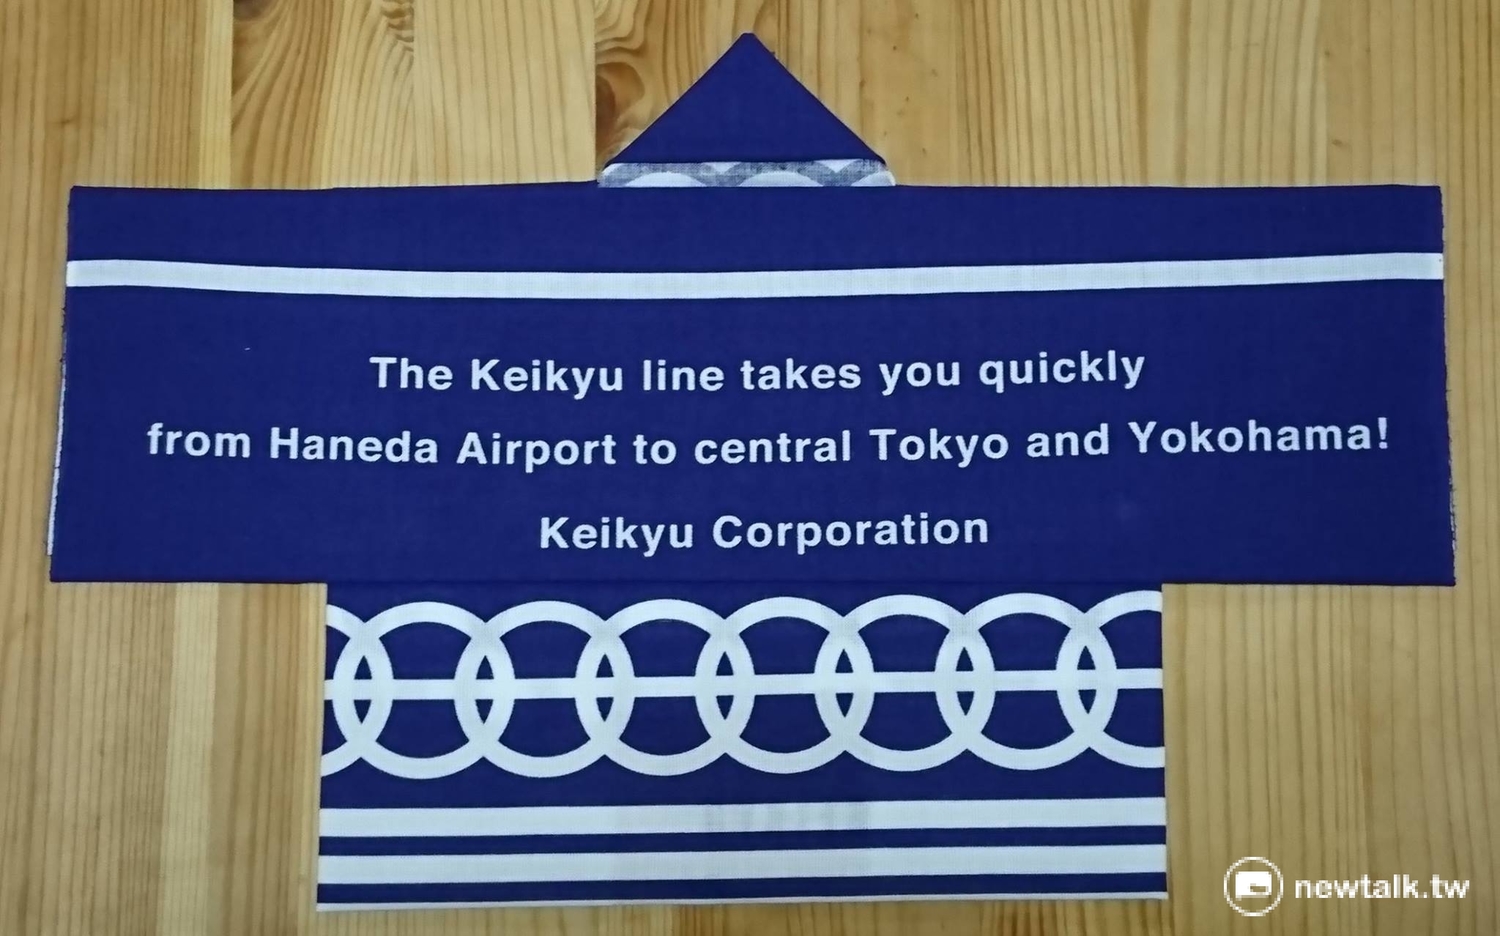 The Keikyu line takes you quickly
from Haneda Airport to central Tokyo and Yokohama!
Keikyu Corporation
newtalk.tw